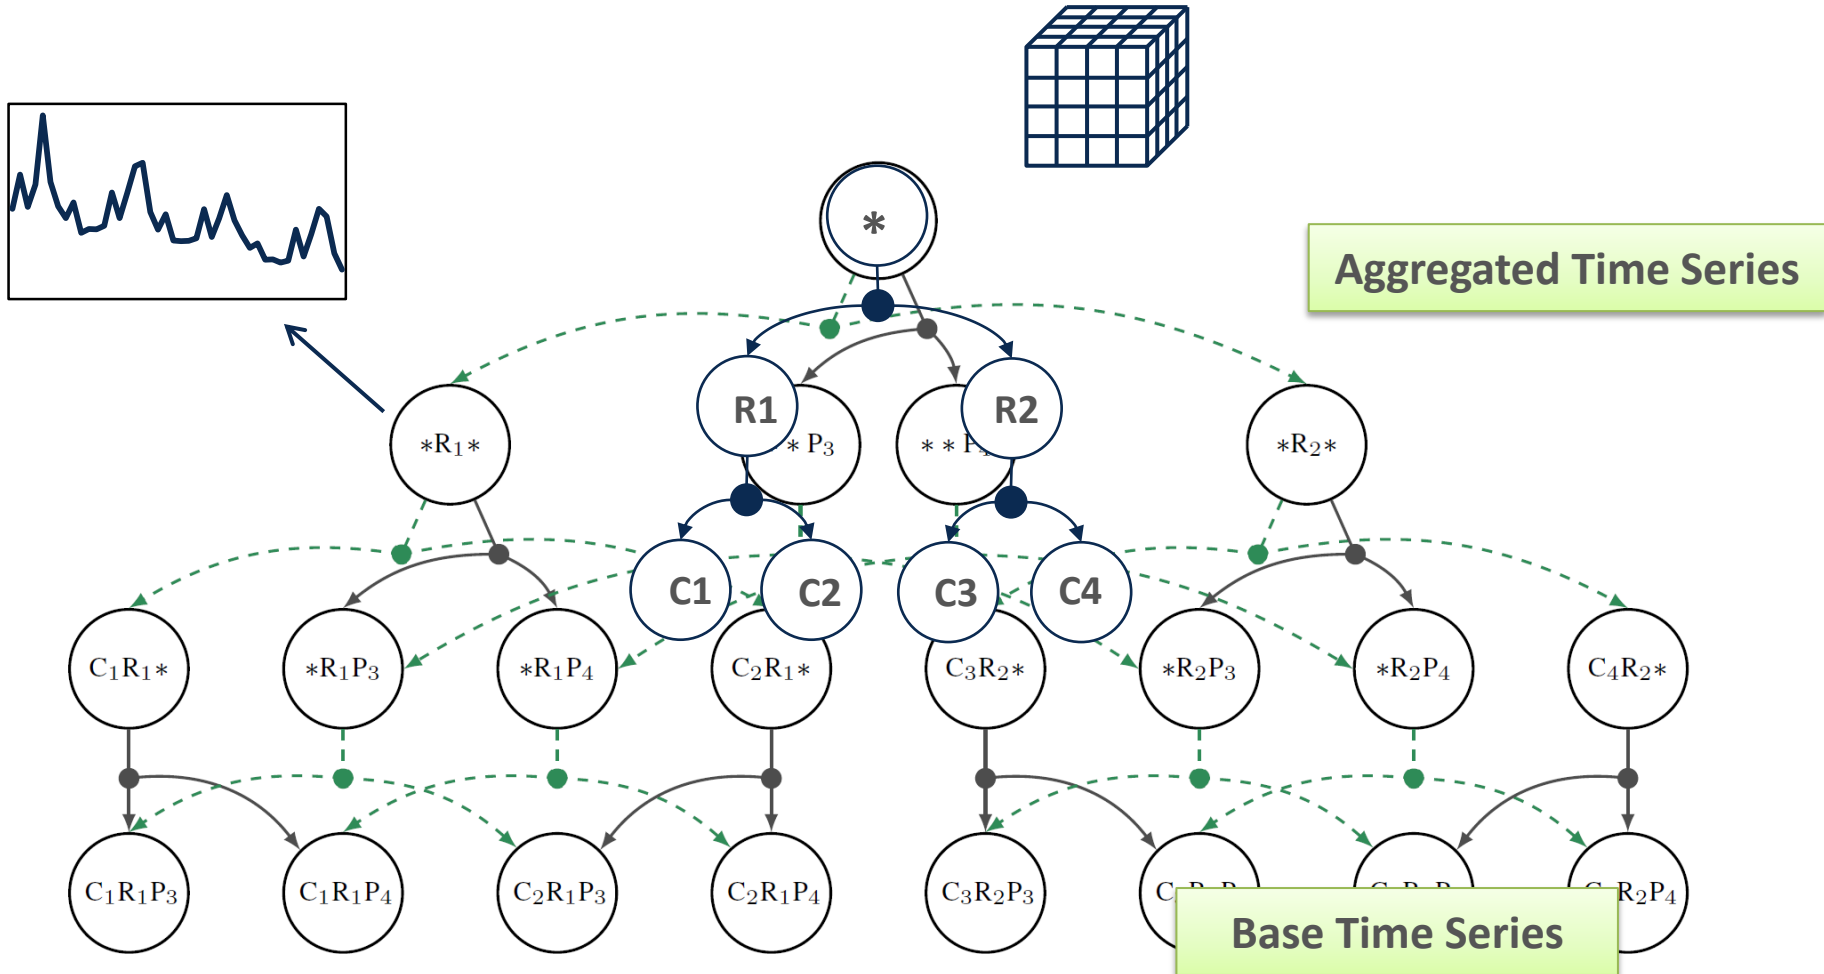 *
Aggregated Time Series
R1
R2
∗R₁∗
∗ P₃
∗ ∗ P
∗R₂∗
C1
C2
C3
C4
C₁R₁∗
∗R₁P₃
∗R₁P₄
C₂R₁∗
C₃R₂∗
∗R₂P₃
∗R₂P₄
C₄R₂∗
C₁R₁P₃
C₁R₁P₄
C₂R₁P₃
C₂R₁P₄
C₃R₂P₃
R₂P₄
Base Time Series